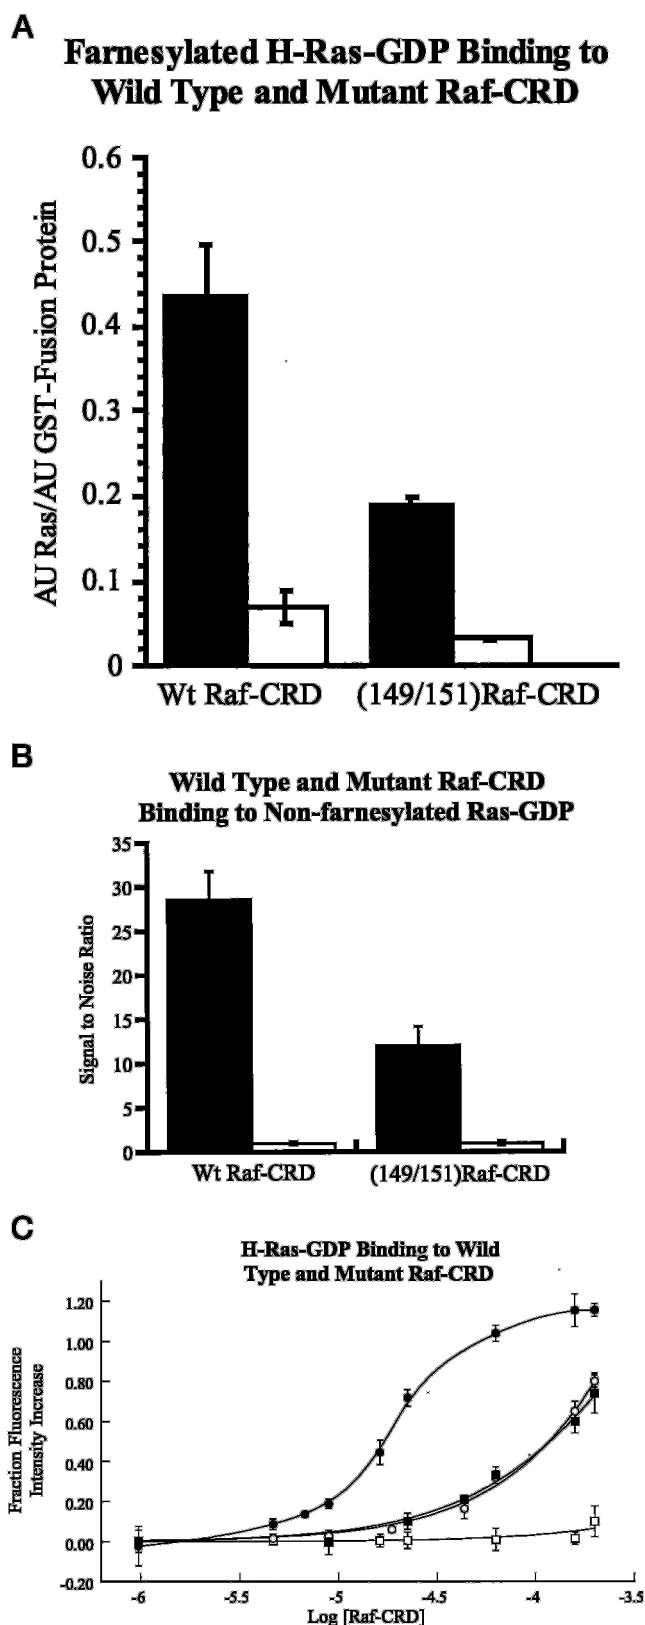 A
Farnesylated H-Ras-GDP Binding to
Wild Type and Mutant Raf-CRD
AU Ras/AU GST-Fusion Protein
0.6
0.5
0.4
0.3
0.2
0.1
0
Wt Raf-CRD (149/151)Raf-CRD
B
Wild Type and Mutant Raf-CRD
Binding to Non-farnesylated Ras-GDP
Signal to Noise Ratio
35
30
25
20
15
10
5
0
Wt Raf-CRD (149/151)Raf-CRD
C
H-Ras-GDP Binding to Wild
Type and Mutant Raf-CRD
Fraction Fluorescence
Intensity Increase
1.20
1.00
0.80
0.60
0.40
0.20
0.00
-0.20
-6 -5.5 -5 -4.5 -4 -3.5
Log [Raf-CRD]